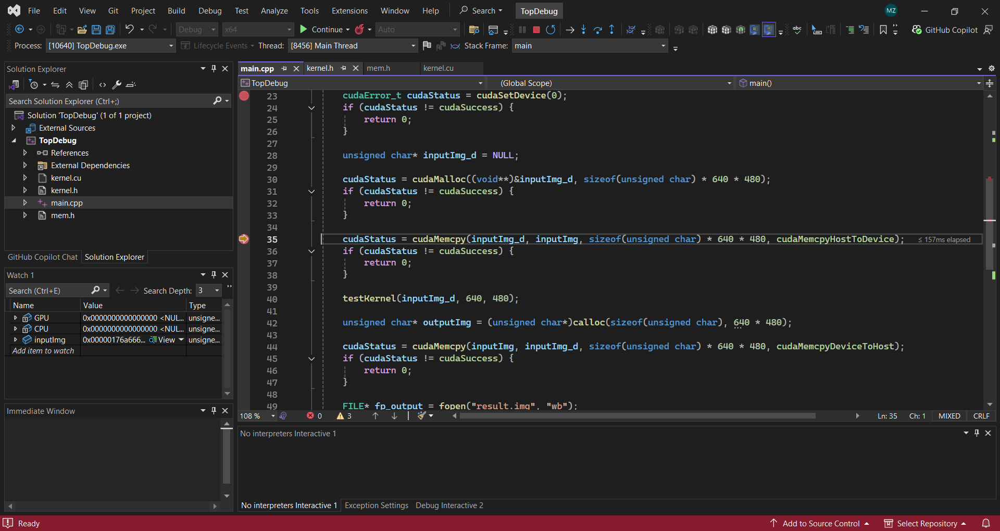 File Edit View Git Project Build Debug Test Analyze Tools Extensions Window Help Search TopDebug MZ
Debug x64 Continue Auto abc GitHub Copilot
Process: [10640] TopDebug.exe Lifecycle Events Thread: [8456] Main Thread Stack Frame: main
Solution Explorer
Search Solution Explorer (Ctrl+;)
Solution 'TopDebug' (1 of 1 project)
External Sources
TopDebug
References
External Dependencies
kernel.cu
kernel.h
main.cpp
mem.h
GitHub Copilot Chat Solution Explorer
Watch 1
Search (Ctrl+E) Search Depth: 3
Name Value Type
GPU 0x0000000000000000 <NUL... unsigne...
CPU 0x0000000000000000 <NUL... unsigne...
inputImg 0x00000176a666... View unsigne...
Add item to watch
Immediate Window
main.cpp kernel.h mem.h kernel.cu
TopDebug (Global Scope) main()
23 cudaError_t cudaStatus = cudaSetDevice(0);
24 if (cudaStatus != cudaSuccess) {
25 return 0;
26 }
27
28 unsigned char* inputImg_d = NULL;
29
30 cudaStatus = cudaMalloc((void**)&inputImg_d, sizeof(unsigned char) * 640 * 480);
31 if (cudaStatus != cudaSuccess) {
32 return 0;
33 }
34
35 cudaStatus = cudaMemcpy(inputImg_d, inputImg, sizeof(unsigned char) * 640 * 480, cudaMemcpyHostToDevice); ≤ 157ms elapsed
36 if (cudaStatus != cudaSuccess) {
37 return 0;
38 }
39
40 testKernel(inputImg_d, 640, 480);
41
42 unsigned char* outputImg = (unsigned char*)calloc(sizeof(unsigned char), 640 * 480);
43
44 cudaStatus = cudaMemcpy(inputImg, inputImg_d, sizeof(unsigned char) * 640 * 480, cudaMemcpyDeviceToHost);
45 if (cudaStatus != cudaSuccess) {
46 return 0;
47 }
48
49 FILE* fp_output = fopen("result.img", "wb");
108 % 0 3 Ln: 35 Ch: 1 MIXED CRLF
No interpreters Interactive 1
No interpreters Interactive 1 Exception Settings Debug Interactive 2
Ready Add to Source Control Select Repository